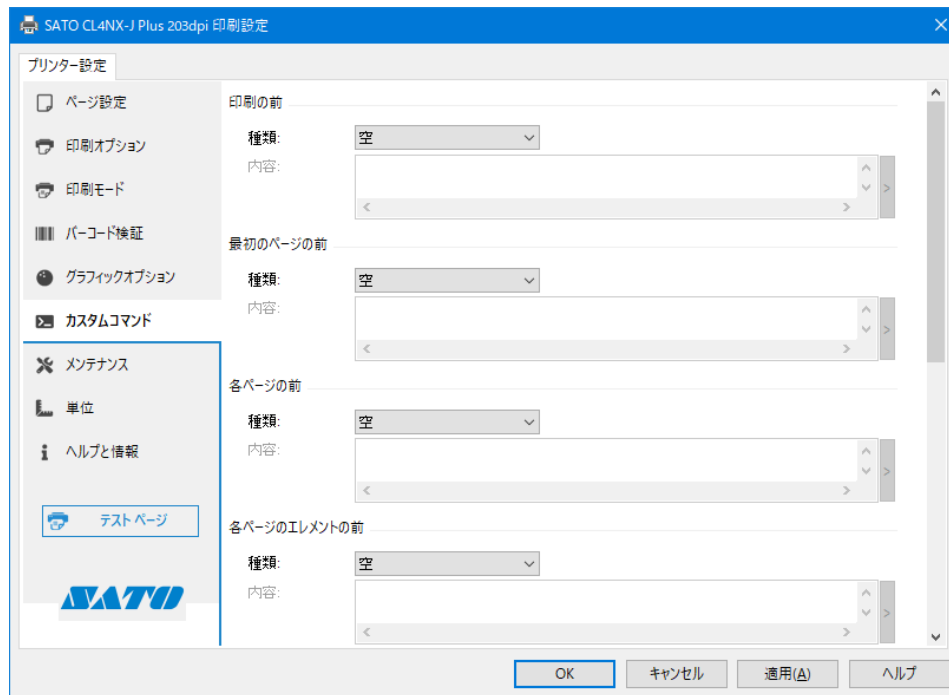 SATO CL4NX-J Plus 203dpi 印刷設定
プリンター設定
ページ設定
印刷オプション
印刷モード
バーコード検証
グラフィックオプション
カスタムコマンド
メンテナンス
単位
ヘルプと情報
テスト ページ
SATO
印刷の前
種類: 空
内容:
最初のページの前
種類: 空
内容:
各ページの前
種類: 空
内容:
各ページのエレメントの前
種類: 空
内容:
OK キャンセル 適用(A) ヘルプ